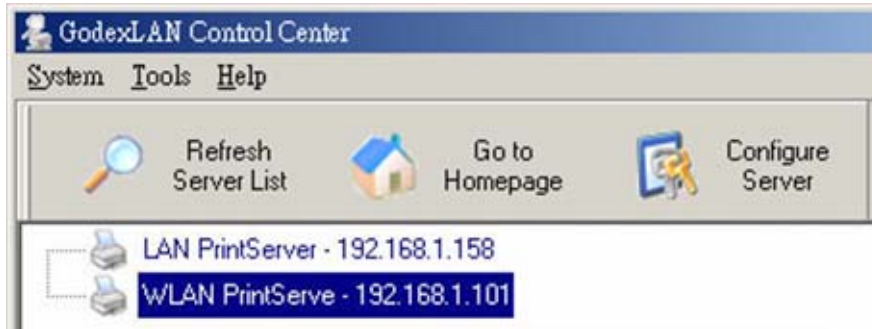 GodexLAN Control Center
System Tools Help
Refresh Server List
Go to Homepage
Configure Server
LAN PrintServer - 192.168.1.158
WLAN PrintServe - 192.168.1.101